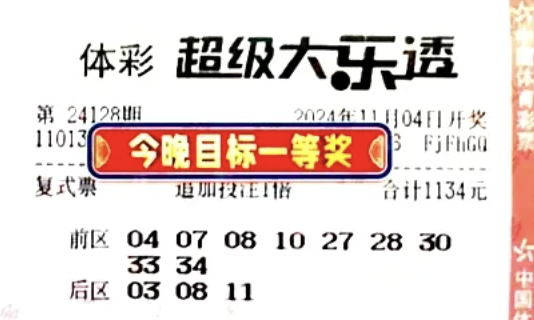 体彩 超级大乐透
第 24128期 2024年11月04日开奖
11013 FjFhGQ
今晚目标一等奖
复式票 追加投注1倍 合计1134元
前区 04 07 08 10 27 28 30
33 34
后区 03 08 11
中国体育彩票
中国体